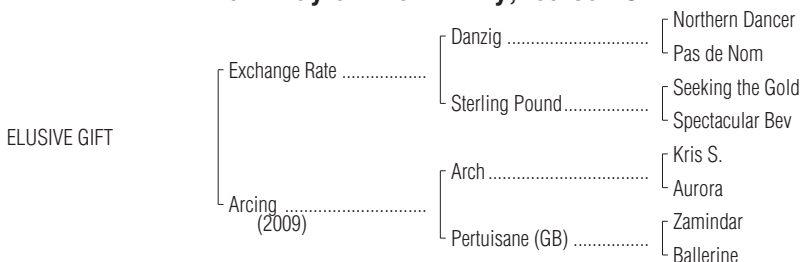 ELUSIVE GIFT
Exchange Rate ..................
Arcing ............................
(2009)
Danzig ............................
Sterling Pound.................
Arch ................................
Pertuisane (GB) ...............
Northern Dancer
Pas de Nom
Seeking the Gold
Spectacular Bev
Kris S.
Aurora
Zamindar
Ballerine